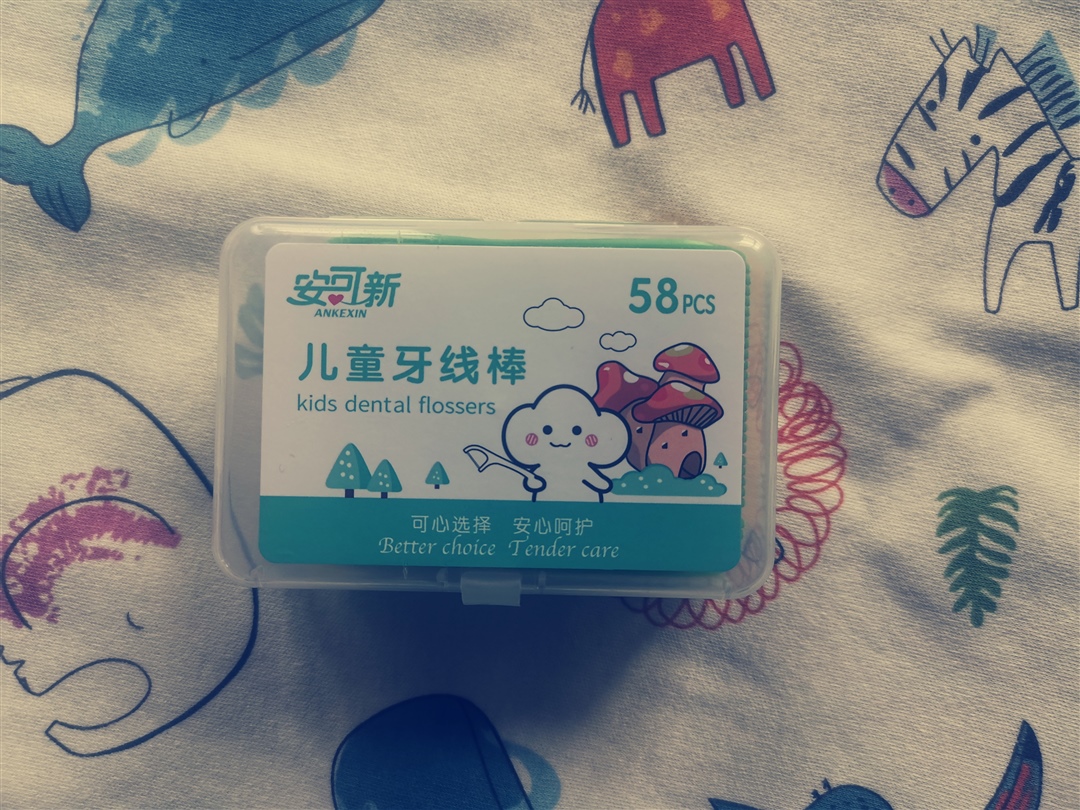 安可新
ANKEXIN
58PCS
儿童牙线棒
kids dental flossers
可心选择 安心呵护
Better choice Tender care